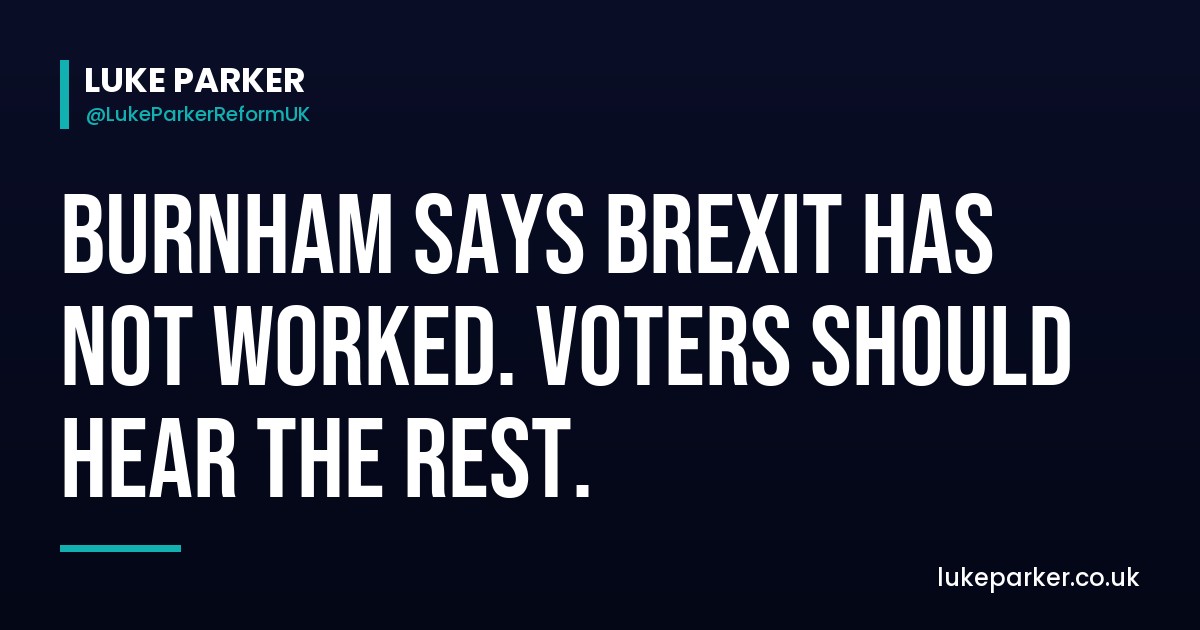 LUKE PARKER
@LukeParkerReformUK
BURNHAM SAYS BREXIT HAS
NOT WORKED. VOTERS SHOULD
HEAR THE REST.
lukeparker.co.uk